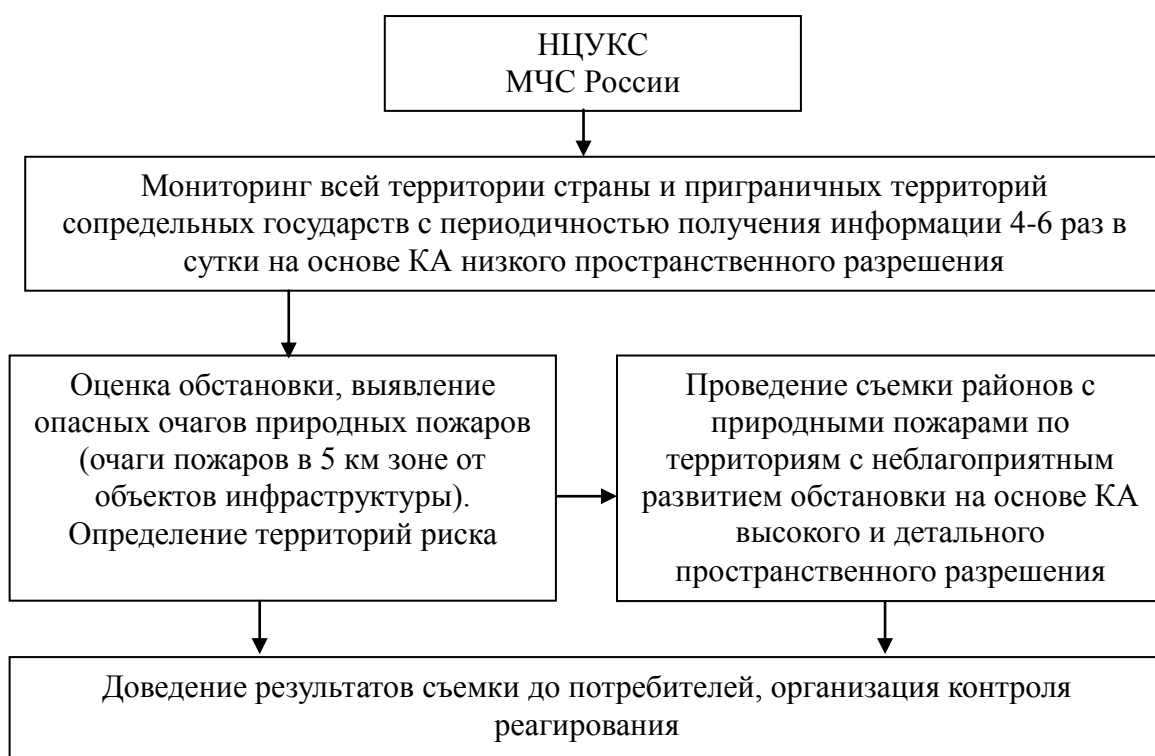 НЦУКС
МЧС России
Мониторинг всей территории страны и приграничных территорий
сопредельных государств с периодичностью получения информации 4-6 раз в
сутки на основе КА низкого пространственного разрешения
Оценка обстановки, выявление
опасных очагов природных пожаров
(очаги пожаров в 5 км зоне от
объектов инфраструктуры).
Определение территорий риска
Проведение съемки районов с
природными пожарами по
территориям с неблагоприятным
развитием обстановки на основе КА
высокого и детального
пространственного разрешения
Доведение результатов съемки до потребителей, организация контроля
реагирования